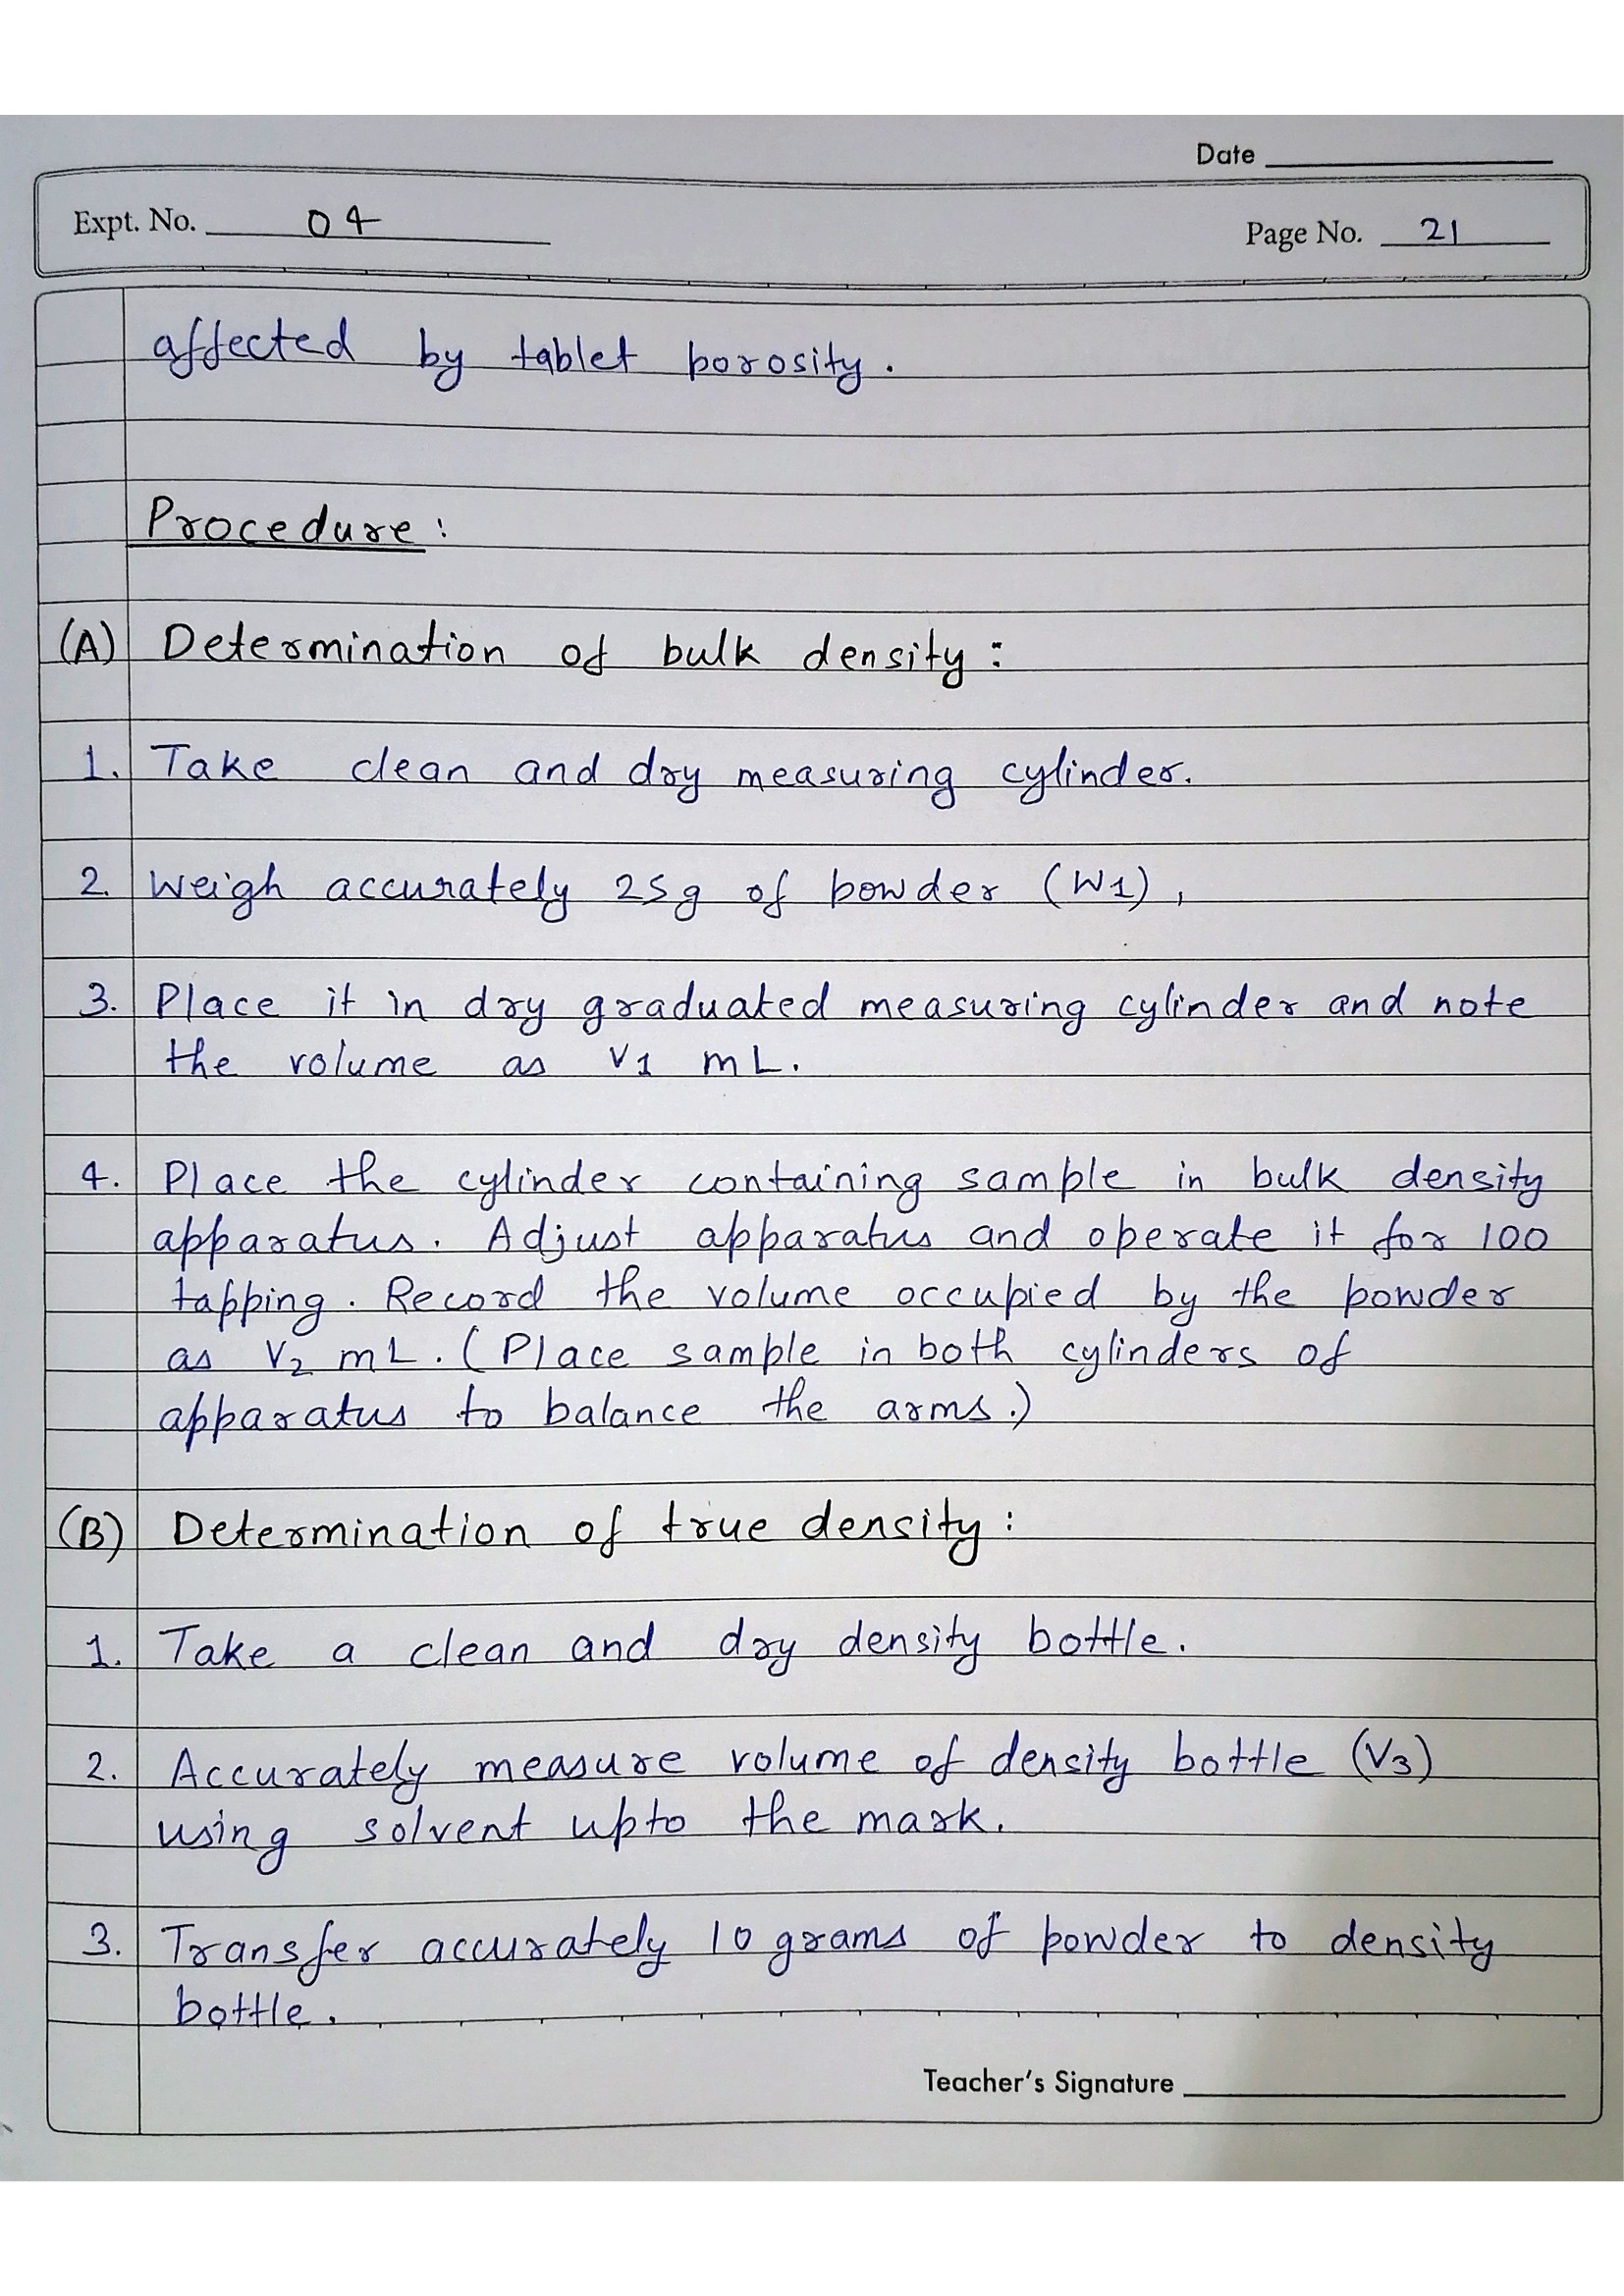 Date
Expt. No. 04
Page No. 21
affected by tablet porosity.
Procedure:
(A) Determination of bulk density:
1. Take clean and dry measuring cylinder.
2. Weigh accurately 25g of powder (W1),
3. Place it in dry graduated measuring cylinder and note
the volume as V1 mL.
4. Place the cylinder containing sample in bulk density
apparatus. Adjust apparatus and operate it for 100
tapping. Record the volume occupied by the powder
as V2 mL. (Place sample in both cylinders of
apparatus to balance the arms.)
(B) Determination of true density:
1. Take a clean and dry density bottle.
2. Accurately measure volume of density bottle (V3)
using solvent upto the mark.
3. Transfer accurately 10 grams of powder to density
bottle.
Teacher's Signature